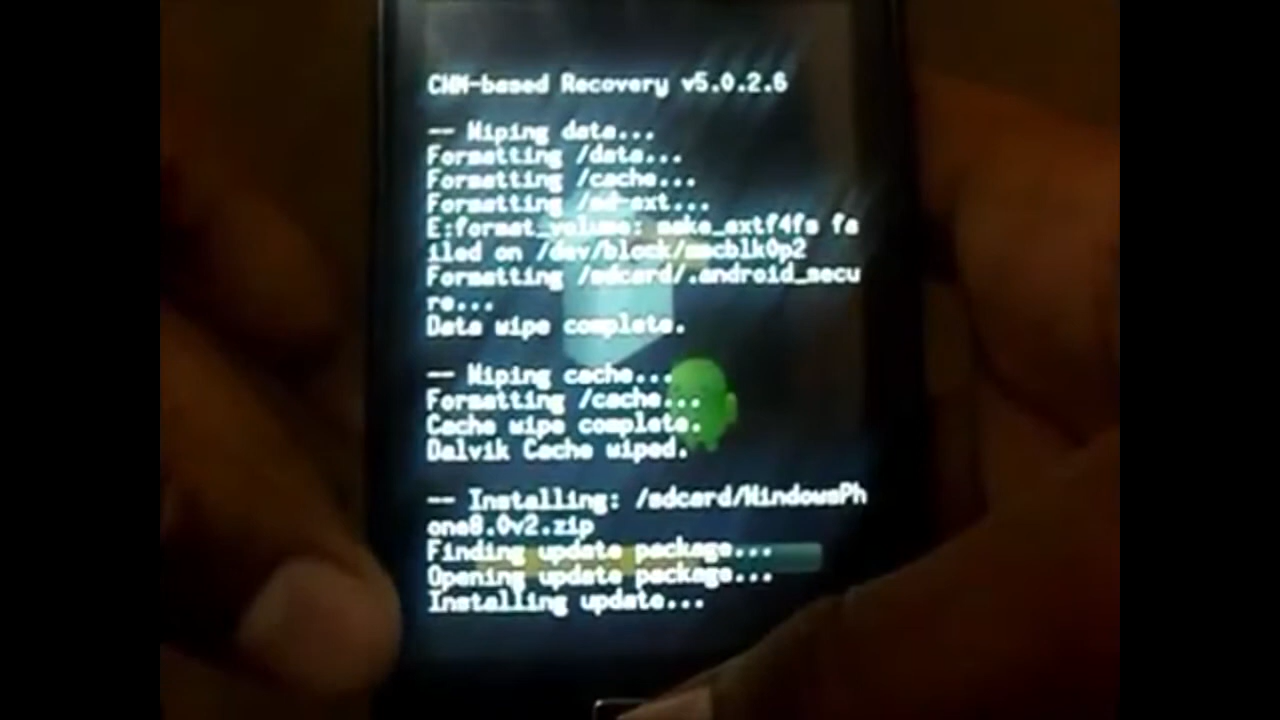 CWM-based Recovery v5.0.2.6
-- Wiping data...
Formatting /data...
Formatting /cache...
Formatting /sd-ext...
E:format_volume: make_extf4fs fa
iled on /dev/block/mmcblk0p2
Formatting /sdcard/.android_secu
re...
Data wipe complete.
-- Wiping cache...
Formatting /cache...
Cache wipe complete.
Dalvik Cache wiped.
-- Installing: /sdcard/WindowsPh
one8.0v2.zip
Finding update package...
Opening update package...
Installing update...